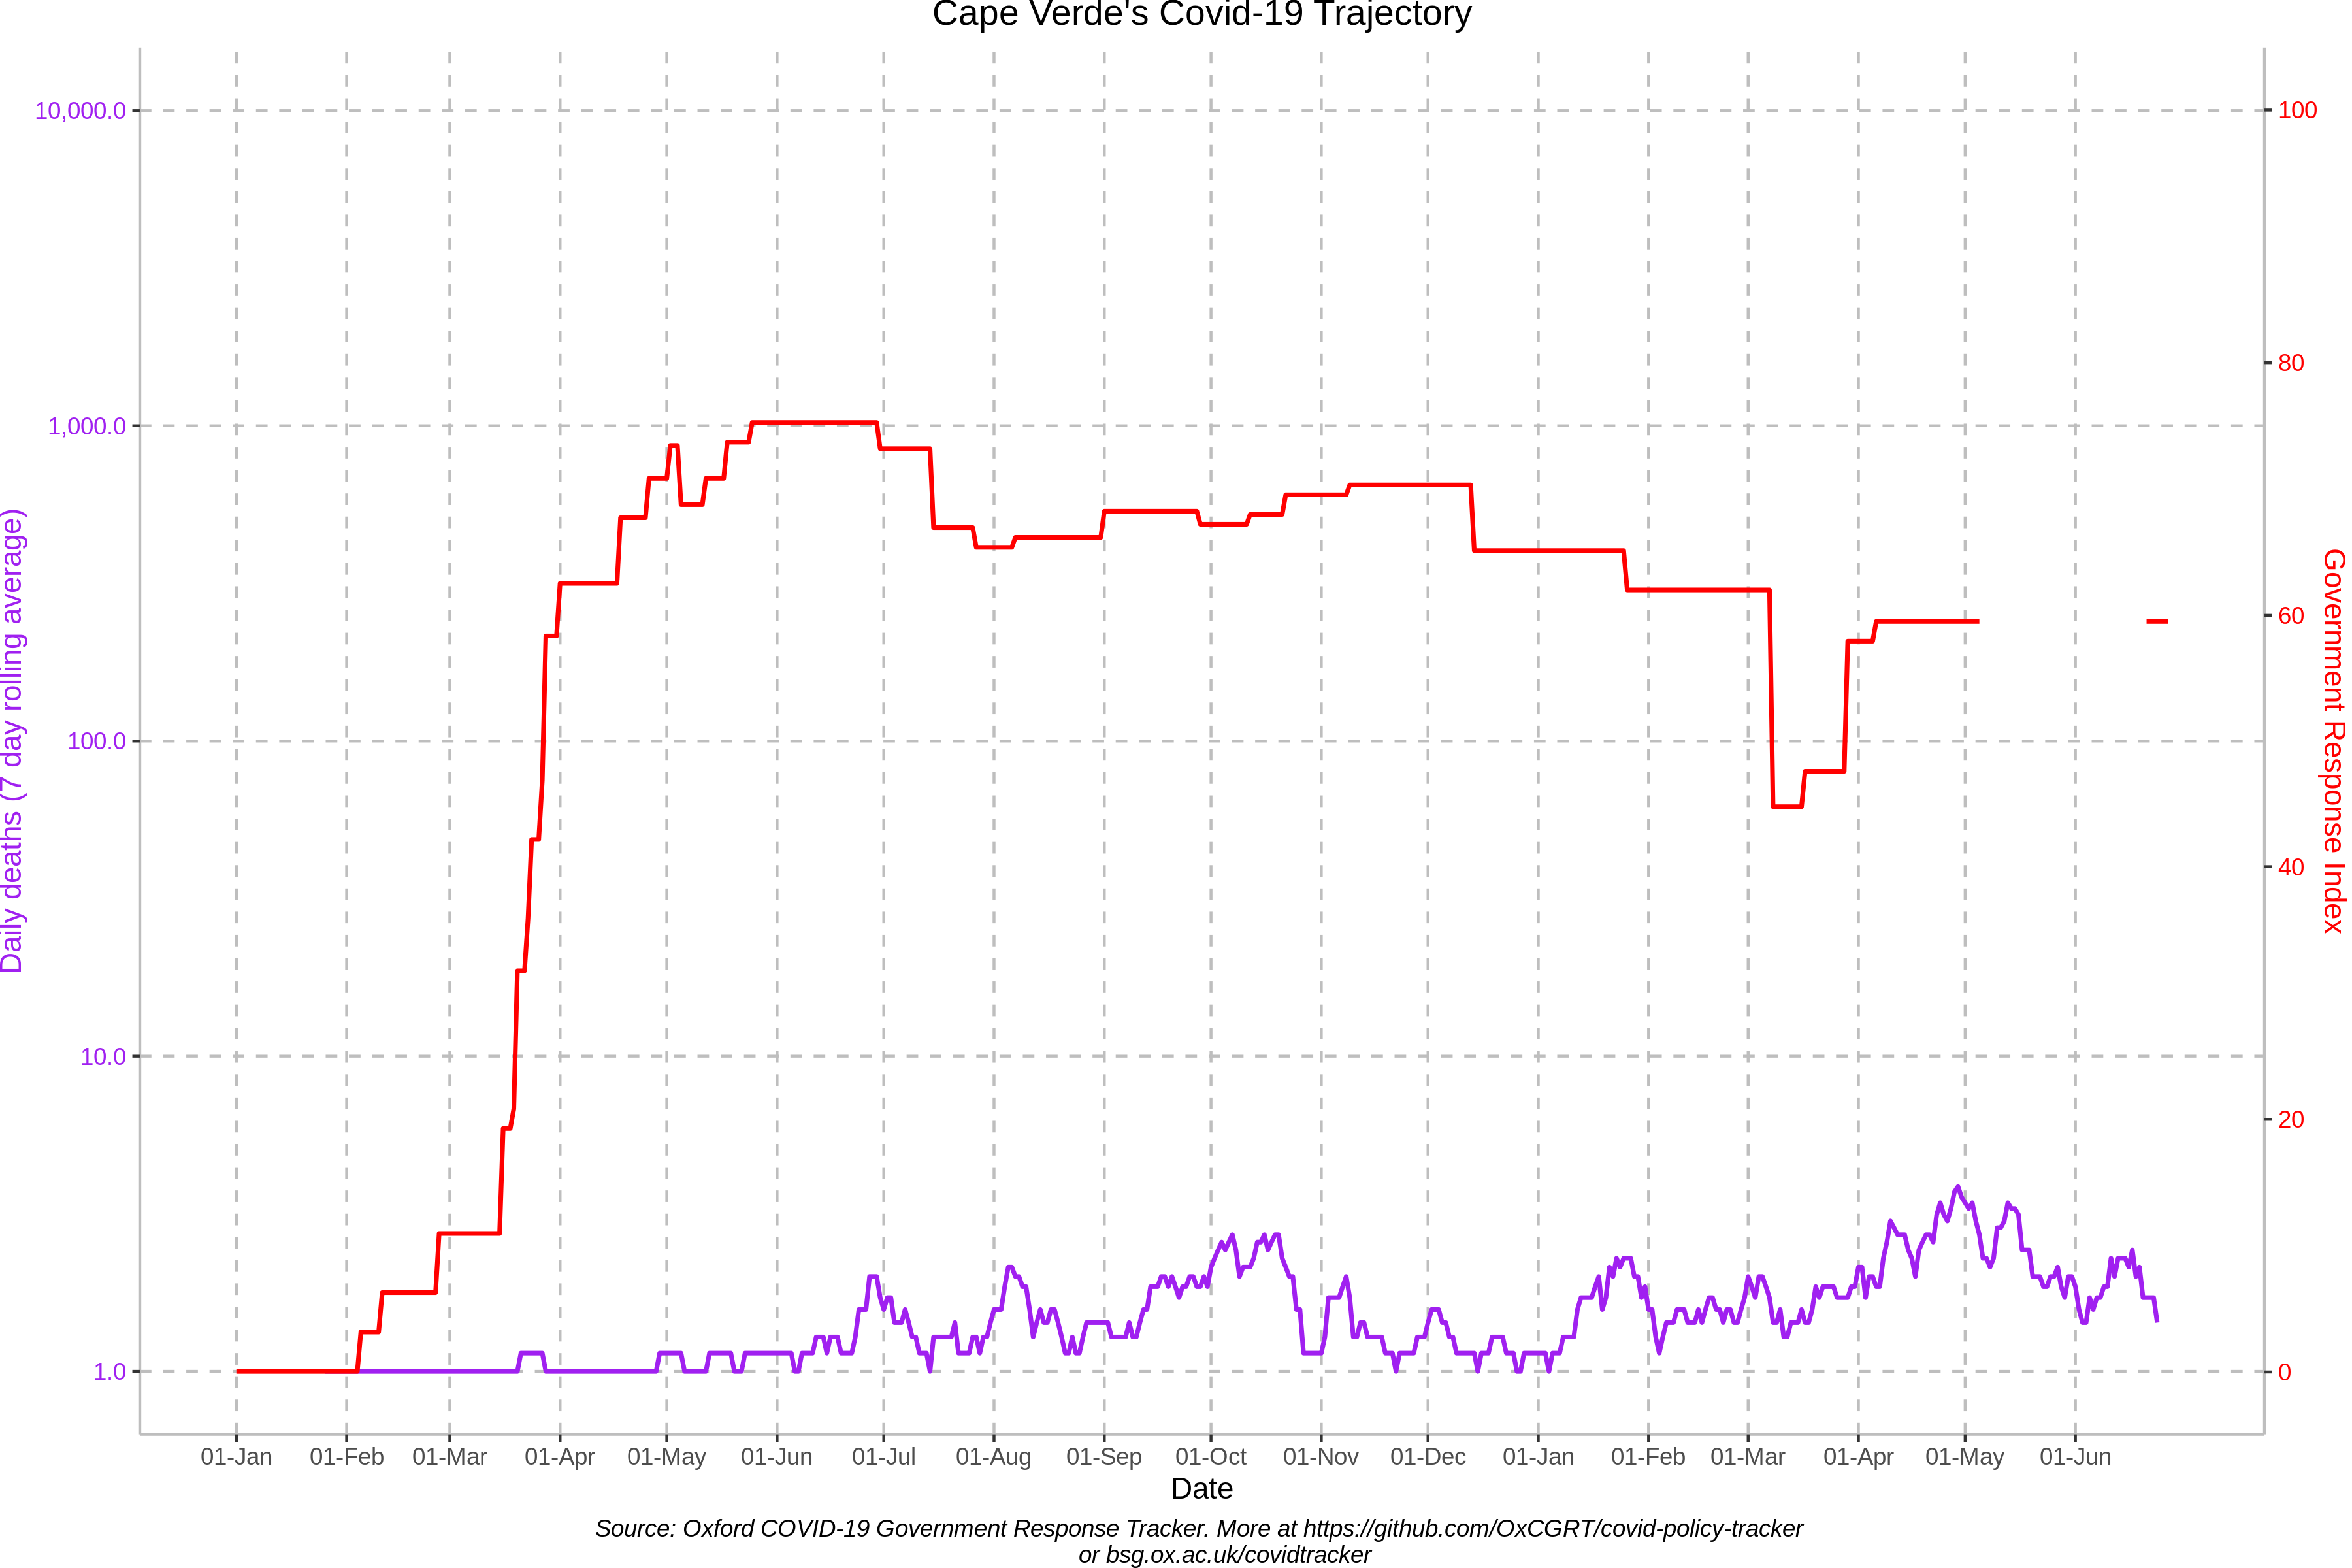 Cape Verde's Covid-19 Trajectory
10,000.0
1,000.0
100.0
10.0
1.0
Daily deaths (7 day rolling average)
100
80
60
40
20
0
Government Response Index
01-Jan 01-Feb 01-Mar 01-Apr 01-May 01-Jun 01-Jul 01-Aug 01-Sep 01-Oct 01-Nov 01-Dec 01-Jan 01-Feb 01-Mar 01-Apr 01-May 01-Jun
Date
Source: Oxford COVID-19 Government Response Tracker. More at https://github.com/OxCGRT/covid-policy-tracker
or bsg.ox.ac.uk/covidtracker